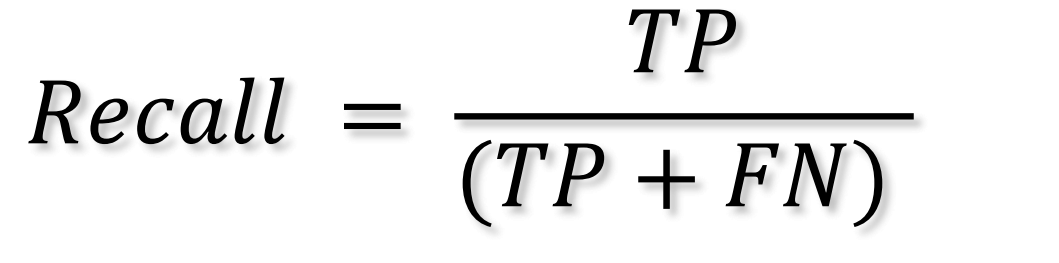 Recall = TP / (TP + FN)